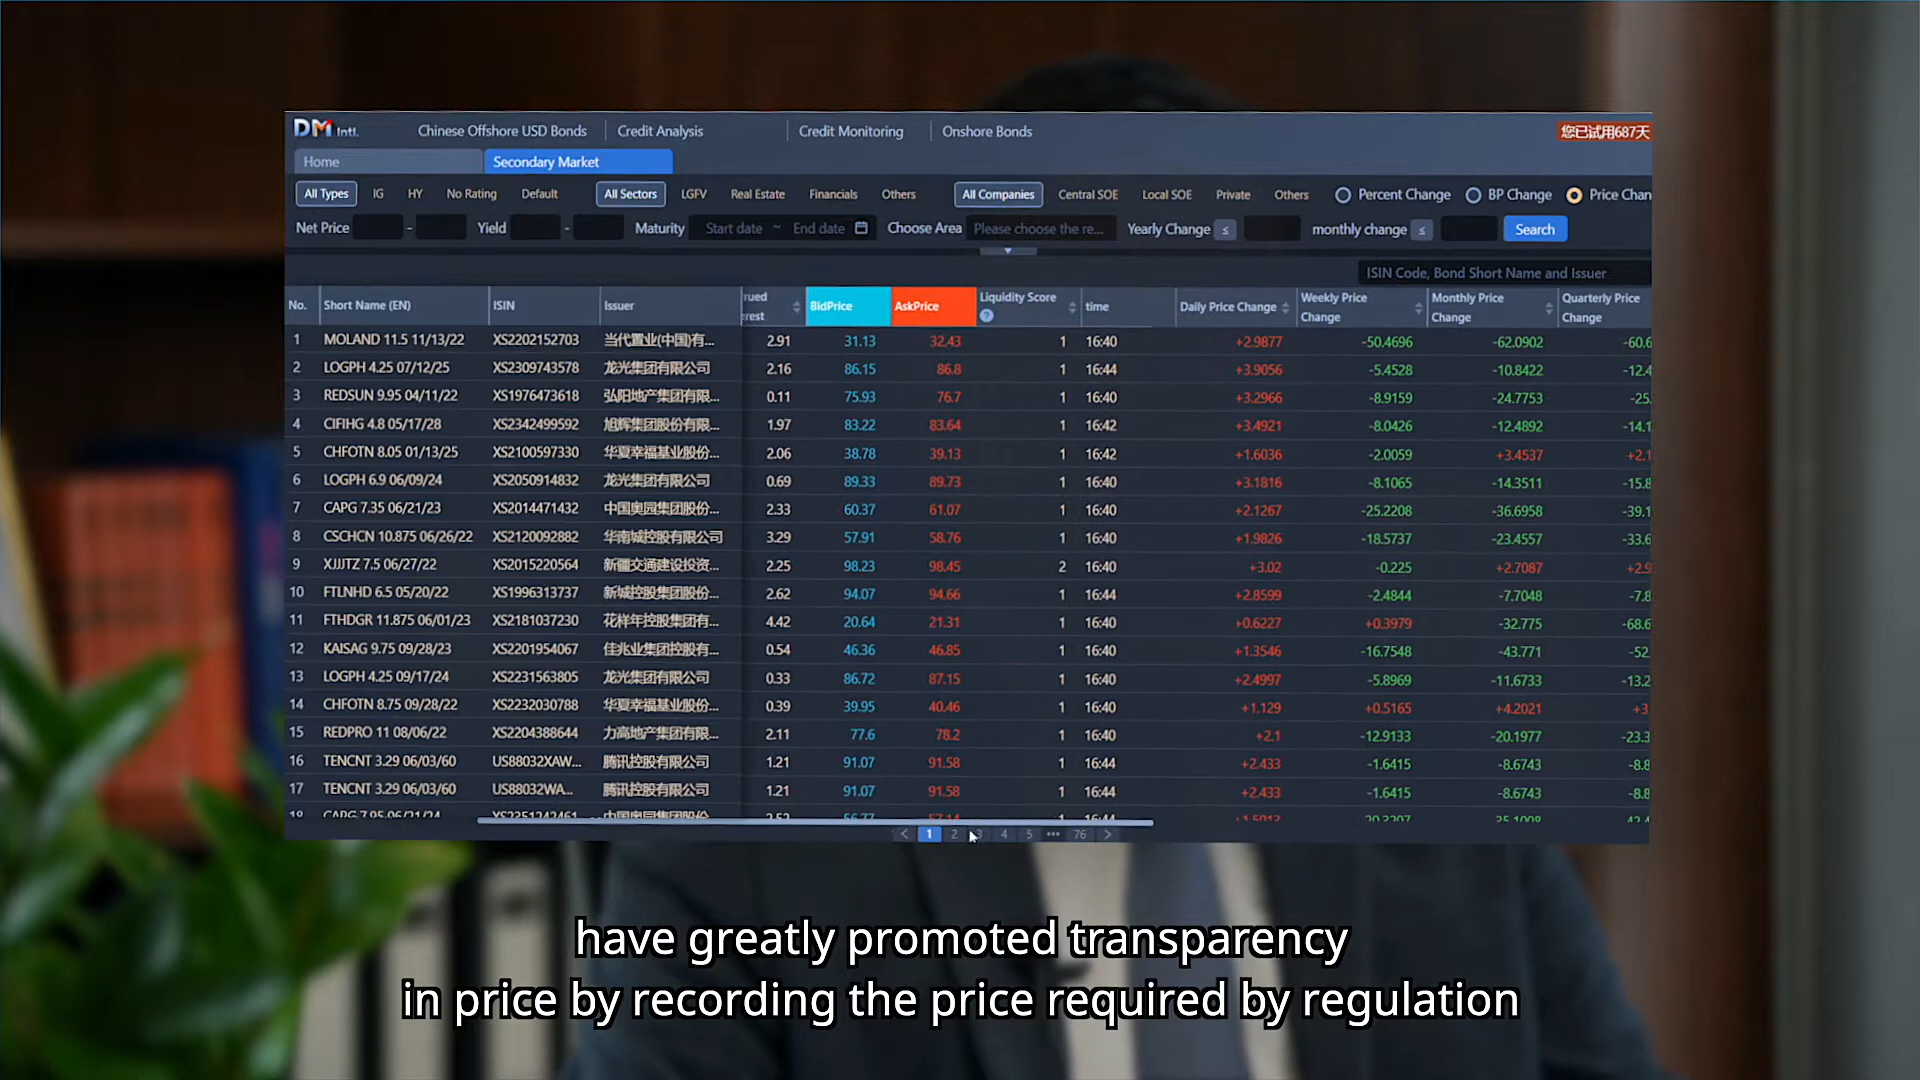 DM Intl. Chinese Offshore USD Bonds Credit Analysis Credit Monitoring Onshore Bonds 您已试用687天
Home Secondary Market
All Types IG HY No Rating Default All Sectors LGFV Real Estate Financials Others All Companies Central SOE Local SOE Private Others Percent Change BP Change Price Chan
Net Price - Yield - Maturity Start date ~ End date Choose Area Please choose the re... Yearly Change ≤ monthly change ≤ Search
ISIN Code, Bond Short Name and Issuer
No. Short Name (EN) ISIN Issuer rued erest BidPrice AskPrice Liquidity Score ? time Daily Price Change Weekly Price Change Monthly Price Change Quarterly Price Change
1 MOLAND 11.5 11/13/22 XS2202152703 当代置业(中国)有... 2.91 31.13 32.43 1 16:40 +2.9877 -50.4696 -62.0902 -60.6
2 LOGPH 4.25 07/12/25 XS2309743578 龙光集团有限公司 2.16 86.15 86.8 1 16:44 +3.9056 -5.4528 -10.8422 -12.4
3 REDSUN 9.95 04/11/22 XS1976473618 弘阳地产集团有限... 0.11 75.93 76.7 1 16:40 +3.2966 -8.9159 -24.7753 -25.
4 CIFIHG 4.8 05/17/28 XS2342499592 旭辉集团股份有限... 1.97 83.22 83.64 1 16:42 +3.4921 -8.0426 -12.4892 -14.1
5 CHFOTN 8.05 01/13/25 XS2100597330 华夏幸福基业股份... 2.06 38.78 39.13 1 16:42 +1.6036 -2.0059 +3.4537 +2.1
6 LOGPH 6.9 06/09/24 XS2050914832 龙光集团有限公司 0.69 89.33 89.73 1 16:40 +3.1816 -8.1065 -14.3511 -15.8
7 CAPG 7.35 06/21/23 XS2014471432 中国奥园集团股份... 2.33 60.37 61.07 1 16:40 +2.1267 -25.2208 -36.6958 -39.1
8 CSCHCN 10.875 06/26/22 XS2120092882 华南城控股有限公司 3.29 57.91 58.76 1 16:40 +1.9826 -18.5737 -23.4557 -33.6
9 XJJJTZ 7.5 06/27/22 XS2015220564 新疆交通建设投资... 2.25 98.23 98.45 2 16:40 +3.02 -0.225 +2.7087 +2.9
10 FTLNHD 6.5 05/20/22 XS1996313737 新城控股集团股份... 2.62 94.07 94.66 1 16:44 +2.8599 -2.4844 -7.7048 -7.8
11 FTHDGR 11.875 06/01/23 XS2181037230 花样年控股集团有... 4.42 20.64 21.31 1 16:40 +0.6227 +0.3979 -32.775 -68.6
12 KAISAG 9.75 09/28/23 XS2201954067 佳兆业集团控股有... 0.54 46.36 46.85 1 16:40 +1.3546 -16.7548 -43.771 -52.
13 LOGPH 4.25 09/17/24 XS2231563805 龙光集团有限公司 0.33 86.72 87.15 1 16:40 +2.4997 -5.8969 -11.6733 -13.2
14 CHFOTN 8.75 09/28/22 XS2232030788 华夏幸福基业股份... 0.39 39.95 40.46 1 16:40 +1.129 +0.5165 +4.2021 +3
15 REDPRO 11 08/06/22 XS2204388644 力高地产集团有限... 2.11 77.6 78.2 1 16:40 +2.1 -12.9133 -20.1977 -23.3
16 TENCNT 3.29 06/03/60 US88032XAW... 腾讯控股有限公司 1.21 91.07 91.58 1 16:44 +2.433 -1.6415 -8.6743 -8.8
17 TENCNT 3.29 06/03/60 US88032WA... 腾讯控股有限公司 1.21 91.07 91.58 1 16:44 +2.433 -1.6415 -8.6743 -8.8
18 CAPG 7.95 06/21/24 XS2351242461 中国奥园集团股份... 2.52 56.77 57.14 1 16:44
< 1 2 3 4 5 ••• 76 >
have greatly promoted transparency
in price by recording the price required by regulation